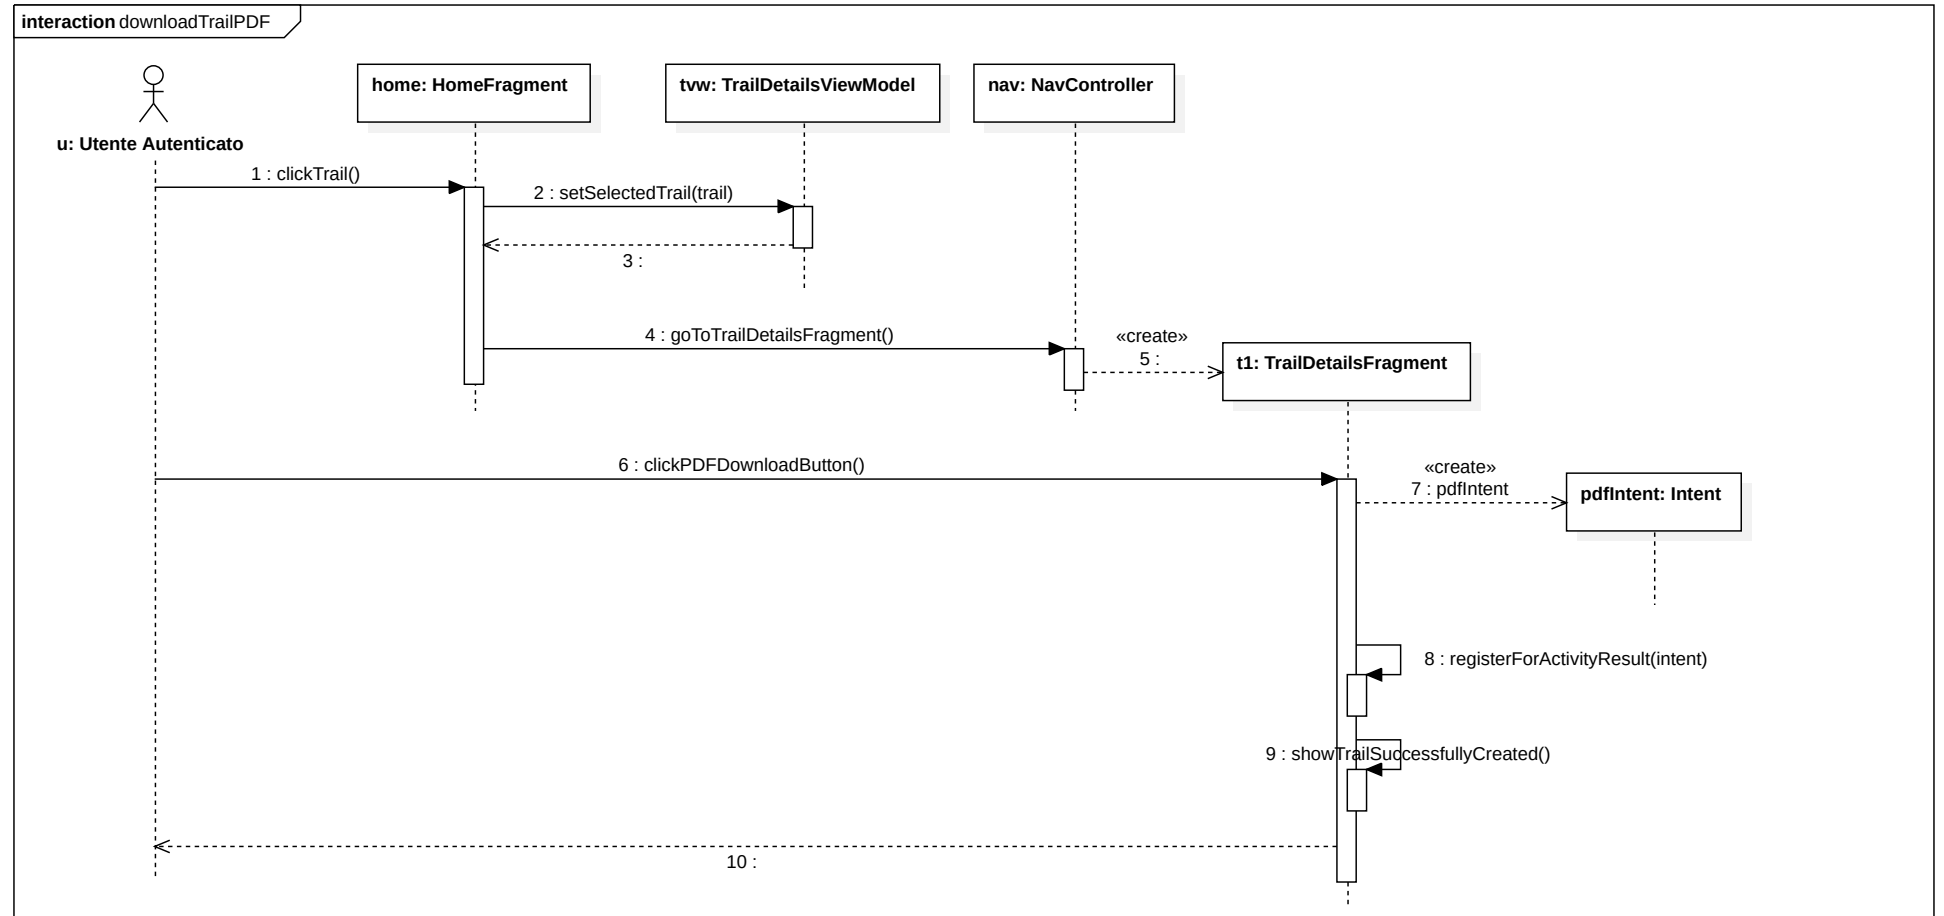 interaction downloadTrailPDF
home: HomeFragment
tvw: TrailDetailsViewModel
nav: NavController
u: Utente Autenticato
1 : clickTrail()
2 : setSelectedTrail(trail)
3 :
4 : goToTrailDetailsFragment()
«create»
5 :
t1: TrailDetailsFragment
6 : clickPDFDownloadButton()
«create»
7 : pdfIntent
pdfIntent: Intent
8 : registerForActivityResult(intent)
9 : showTrailSuccessfullyCreated()
10 :